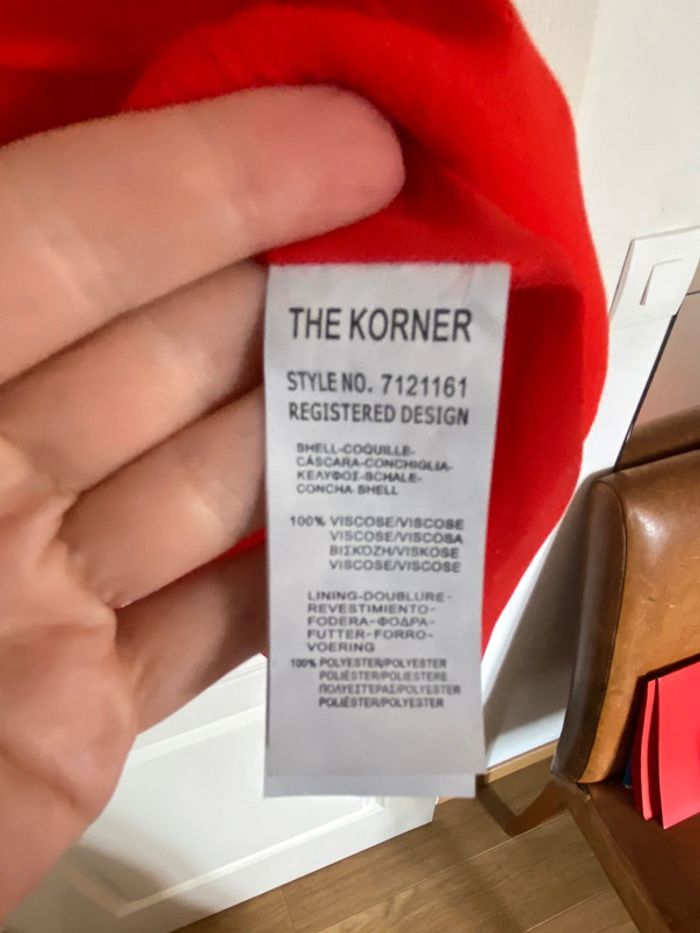 THE KORNER
STYLE NO. 7121161
REGISTERED DESIGN
SHELL-COQUILLE-
CÁSCARA-CONCHIGLIA-
ΚΕΛΥΦΟΣ-SCHALE-
CONCHA SHELL
100% VISCOSE/VISCOSE
VISCOSE/VISCOSA
ΒΙΣΚΟΖΗ/VISKOSE
VISCOSE/VISCOSE
LINING-DOUBLURE-
REVESTIMIENTO-
FODERA-ΦΟΔΡΑ-
FUTTER-FORRO-
VOERING
100% POLYESTER/POLYESTER
POLIÉSTER/POLIESTERE
ΠΟΛΥΕΣΤΕΡΑΣ/POLYESTER
POLIÉSTER/POLYESTER